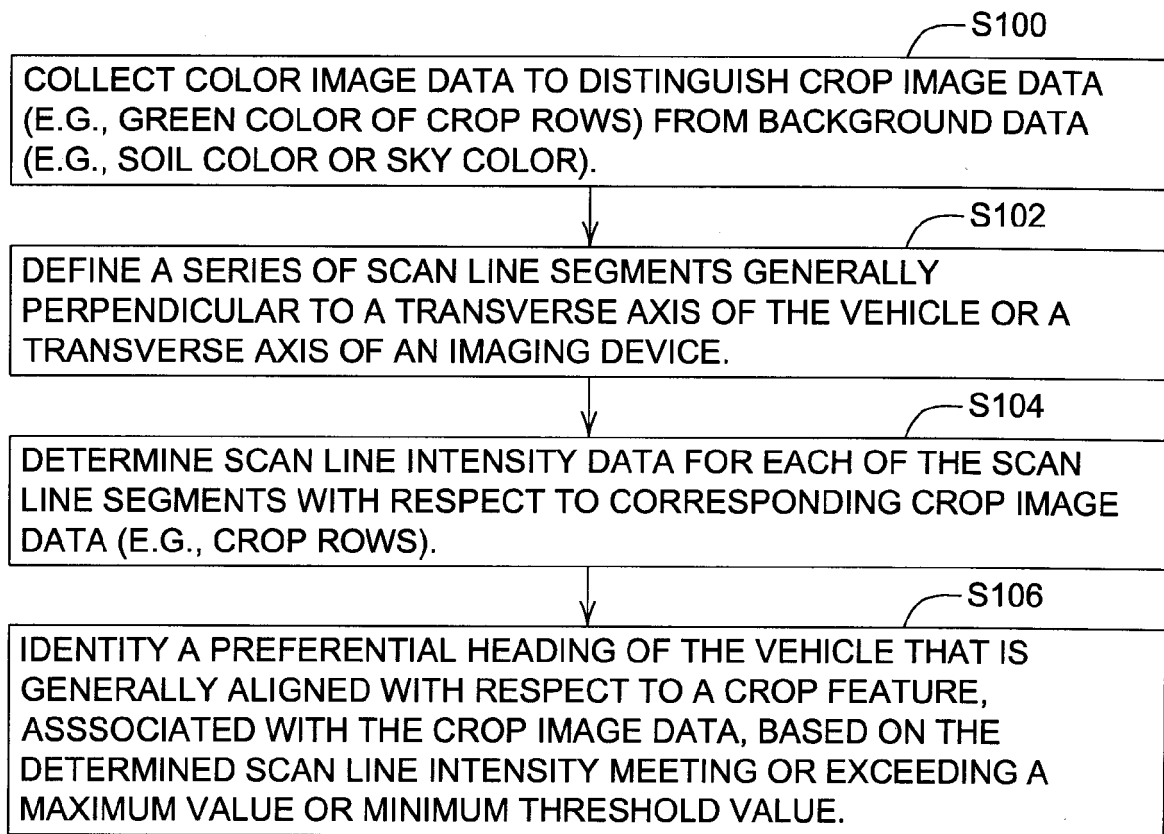 S100
COLLECT COLOR IMAGE DATA TO DISTINGUISH CROP IMAGE DATA
(E.G., GREEN COLOR OF CROP ROWS) FROM BACKGROUND DATA
(E.G., SOIL COLOR OR SKY COLOR).
S102
DEFINE A SERIES OF SCAN LINE SEGMENTS GENERALLY
PERPENDICULAR TO A TRANSVERSE AXIS OF THE VEHICLE OR A
TRANSVERSE AXIS OF AN IMAGING DEVICE.
S104
DETERMINE SCAN LINE INTENSITY DATA FOR EACH OF THE SCAN
LINE SEGMENTS WITH RESPECT TO CORRESPONDING CROP IMAGE
DATA (E.G., CROP ROWS).
S106
IDENTITY A PREFERENTIAL HEADING OF THE VEHICLE THAT IS
GENERALLY ALIGNED WITH RESPECT TO A CROP FEATURE,
ASSSOCIATED WITH THE CROP IMAGE DATA, BASED ON THE
DETERMINED SCAN LINE INTENSITY MEETING OR EXCEEDING A
MAXIMUM VALUE OR MINIMUM THRESHOLD VALUE.